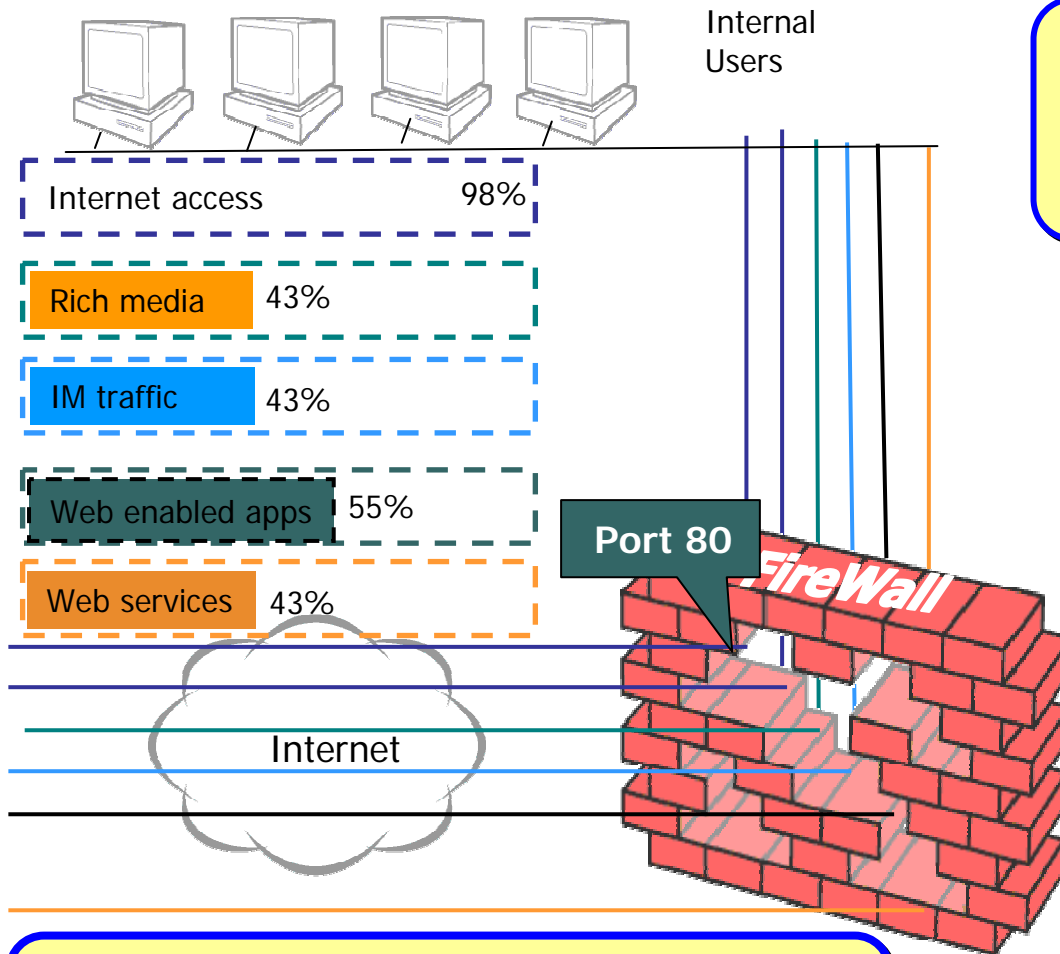 Internal
Users
Internet access 98%
Rich media 43%
IM traffic 43%
Web enabled apps 55%
Port 80
FireWall
Web services 43%
Internet